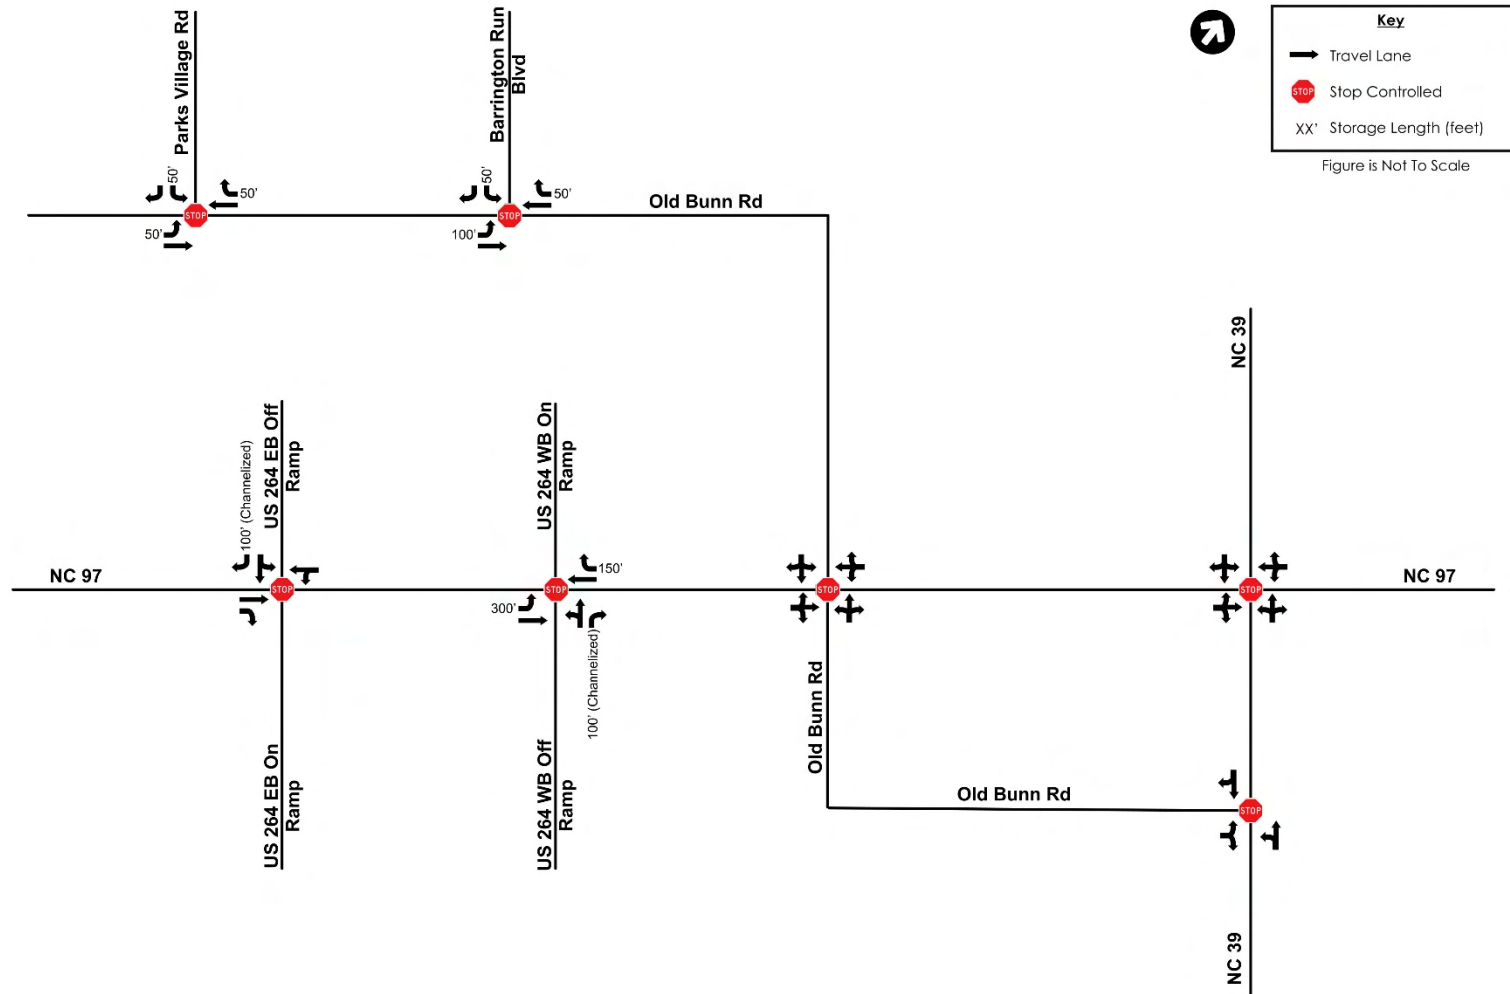 Key
Travel Lane
STOP
Stop Controlled
XX' Storage Length (feet)
Figure is Not To Scale
Parks Village Rd
Barrington Run
Blvd
50'
50'
50'
50'
STOP
STOP
Old Bunn Rd
50'
100'
NC 39
US 264 EB Off
Ramp
US 264 WB On
Ramp
100' (Channelized)
NC 97
150'
NC 97
STOP
STOP
STOP
STOP
300'
100' (Channelized)
Old Bunn Rd
US 264 EB On
Ramp
US 264 WB Off
Ramp
Old Bunn Rd
STOP
NC 39